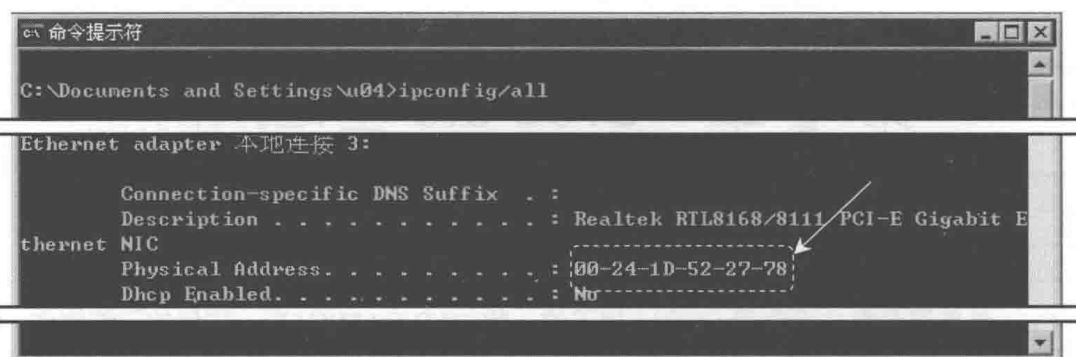 命令提示符
C:\Documents and Settings\u04>ipconfig/all
Ethernet adapter 本地连接 3:
Connection-specific DNS Suffix . :
Description . . . . . . . . . . . : Realtek RTL8168/8111 PCI-E Gigabit E
thernet NIC
Physical Address. . . . . . . . . : 00-24-1D-52-27-78
Dhcp Enabled. . . . . . . . . . . : No